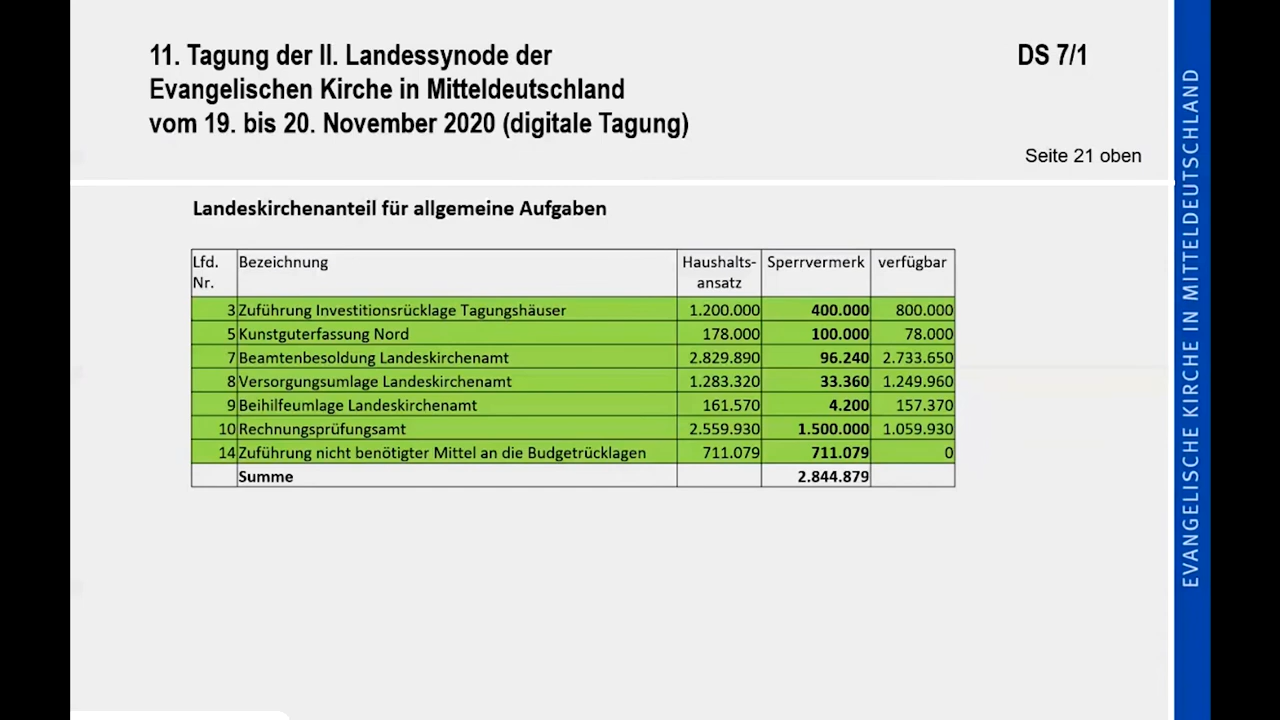 11. Tagung der II. Landessynode der
DS 7/1
Evangelischen Kirche in Mitteldeutschland
vom 19. bis 20. November 2020 (digitale Tagung)
Seite 21 oben
Landeskirchenanteil für allgemeine Aufgaben
Lfd. Nr. Bezeichnung Haushalts-ansatz Sperrvermerk verfügbar
3 Zuführung Investitionsrücklage Tagungshäuser 1.200.000 400.000 800.000
5 Kunstguterfassung Nord 178.000 100.000 78.000
7 Beamtenbesoldung Landeskirchenamt 2.829.890 96.240 2.733.650
8 Versorgungsumlage Landeskirchenamt 1.283.320 33.360 1.249.960
9 Beihilfeumlage Landeskirchenamt 161.570 4.200 157.370
10 Rechnungsprüfungsamt 2.559.930 1.500.000 1.059.930
14 Zuführung nicht benötigter Mittel an die Budgetrücklagen 711.079 711.079 0
Summe 2.844.879
EVANGELISCHE KIRCHE IN MITTELDEUTSCHLAND